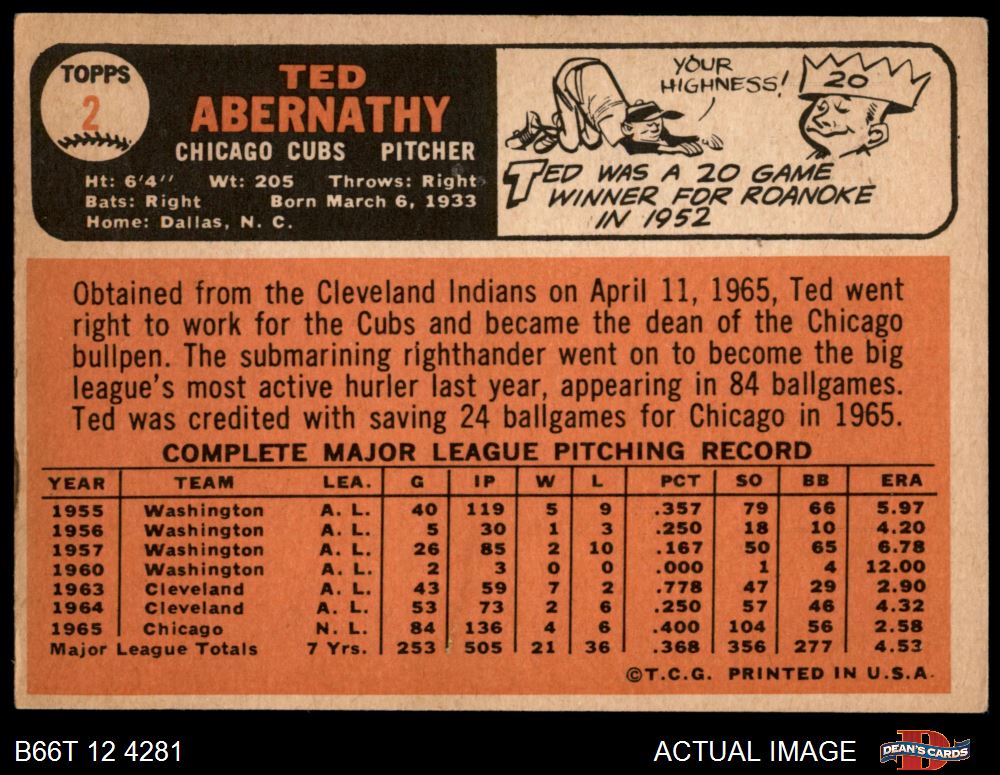 TOPPS
2
TED
ABERNATHY
CHICAGO CUBS PITCHER
Ht: 6'4" Wt: 205 Throws: Right
Bats: Right Born March 6, 1933
Home: Dallas, N. C.
YOUR
HIGHNESS!
20
TED WAS A 20 GAME
WINNER FOR ROANOKE
IN 1952
Obtained from the Cleveland Indians on April 11, 1965, Ted went
right to work for the Cubs and became the dean of the Chicago
bullpen. The submarining righthander went on to become the big
league's most active hurler last year, appearing in 84 ballgames.
Ted was credited with saving 24 ballgames for Chicago in 1965.
COMPLETE MAJOR LEAGUE PITCHING RECORD
YEAR TEAM LEA. G IP W L PCT SO BB ERA
1955 Washington A. L. 40 119 5 9 .357 79 66 5.97
1956 Washington A. L. 5 30 1 3 .250 18 10 4.20
1957 Washington A. L. 26 85 2 10 .167 50 65 6.78
1960 Washington A. L. 2 3 0 0 .000 1 4 12.00
1963 Cleveland A. L. 43 59 7 2 .778 47 29 2.90
1964 Cleveland A. L. 53 73 2 6 .250 57 46 4.32
1965 Chicago N. L. 84 136 4 6 .400 104 56 2.58
Major League Totals 7 Yrs. 253 505 21 36 .368 356 277 4.53
©T.C.G. PRINTED IN U.S.A.
B66T 12 4281
ACTUAL IMAGE
DEAN'S CARDS